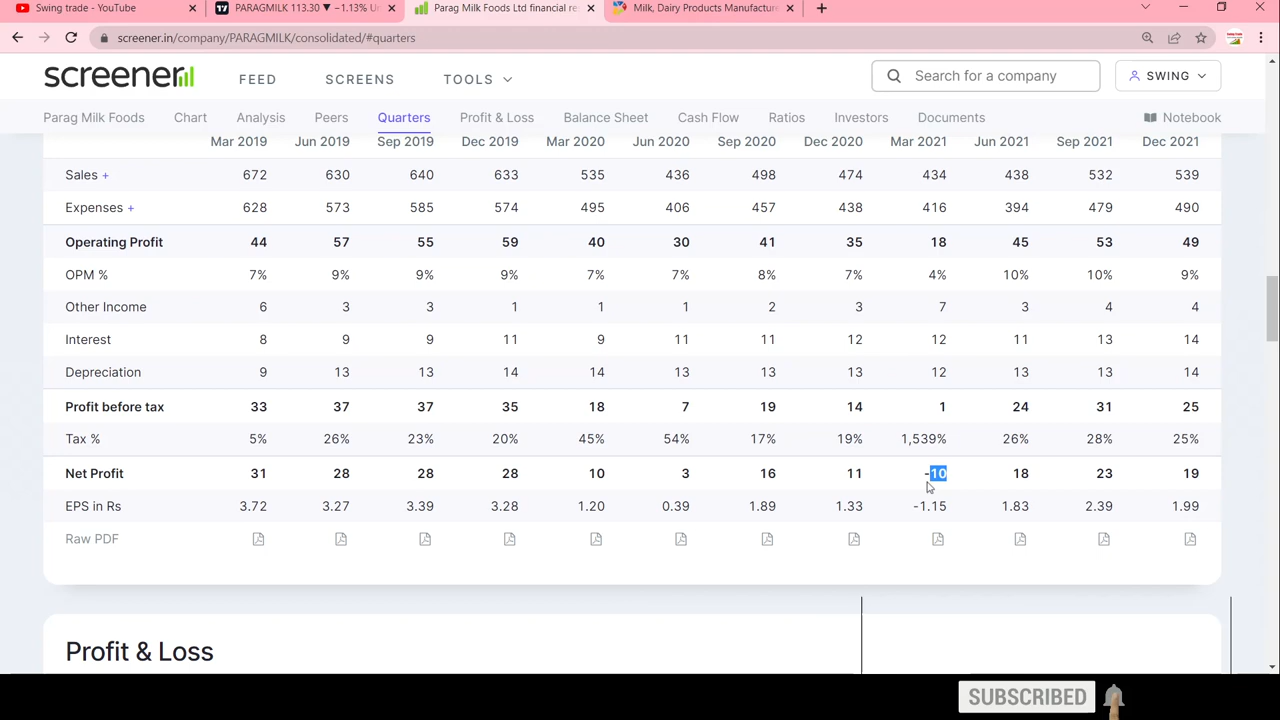 Swing trade - YouTube
PARAGMILK 113.30 ▼ −1.13% U
Parag Milk Foods Ltd financial re
Milk, Dairy Products Manufacture
screener.in/company/PARAGMILK/consolidated/#quarters
screener FEED SCREENS TOOLS Search for a company SWING
Parag Milk Foods Chart Analysis Peers Quarters Profit & Loss Balance Sheet Cash Flow Ratios Investors Documents Notebook
Mar 2019 Jun 2019 Sep 2019 Dec 2019 Mar 2020 Jun 2020 Sep 2020 Dec 2020 Mar 2021 Jun 2021 Sep 2021 Dec 2021
Sales + 672 630 640 633 535 436 498 474 434 438 532 539
Expenses + 628 573 585 574 495 406 457 438 416 394 479 490
Operating Profit 44 57 55 59 40 30 41 35 18 45 53 49
OPM % 7% 9% 9% 9% 7% 7% 8% 7% 4% 10% 10% 9%
Other Income 6 3 3 1 1 1 2 3 7 3 4 4
Interest 8 9 9 11 9 11 11 12 12 11 13 14
Depreciation 9 13 13 14 14 13 13 13 12 13 13 14
Profit before tax 33 37 37 35 18 7 19 14 1 24 31 25
Tax % 5% 26% 23% 20% 45% 54% 17% 19% 1,539% 26% 28% 25%
Net Profit 31 28 28 28 10 3 16 11 -10 18 23 19
EPS in Rs 3.72 3.27 3.39 3.28 1.20 0.39 1.89 1.33 -1.15 1.83 2.39 1.99
Raw PDF
Profit & Loss
SUBSCRIBED